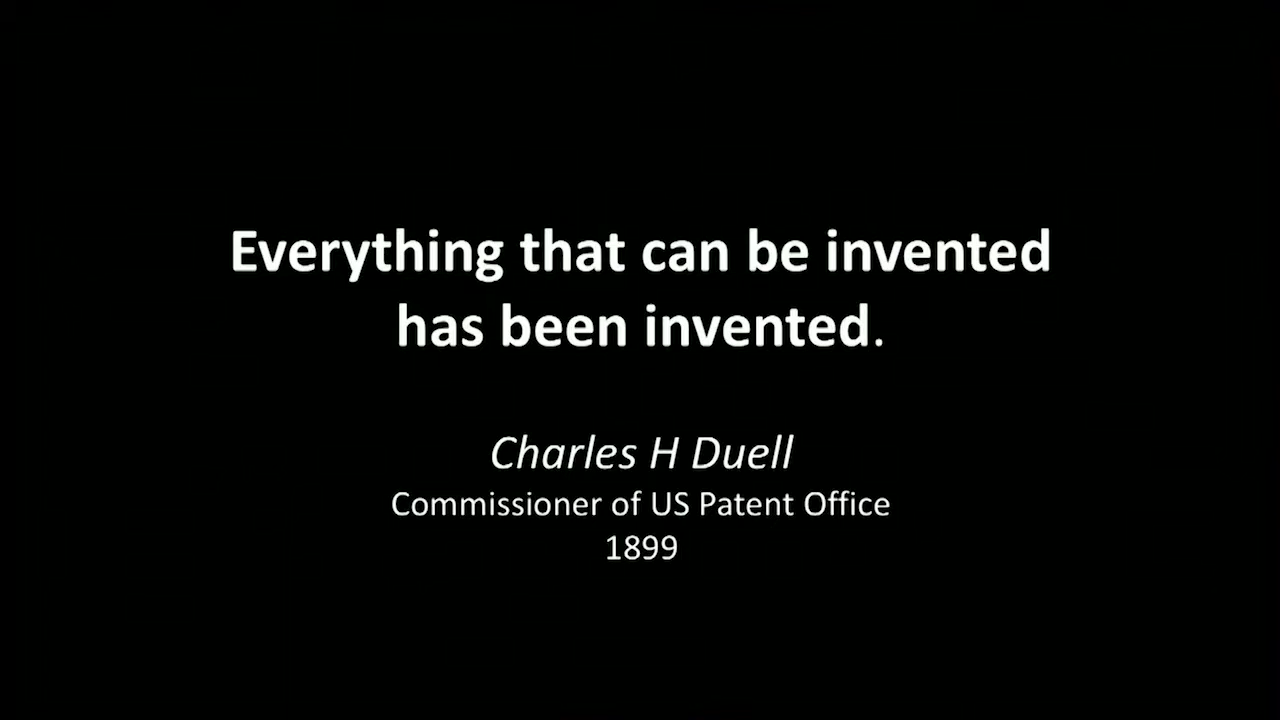 Everything that can be invented
has been invented.
Charles H Duell
Commissioner of US Patent Office
1899